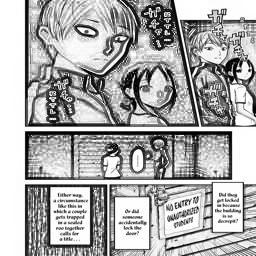 Did they
get locked
in because
the building
is so
decrepit?
NO ENTRY TO
UNAUTHORIZED
STUDENTS
Or did
someone
accidentally
lock the
door?
Either way,
a circumstance
like this in
which a couple
gets trapped
in a sealed
roo together
calls for
a title...